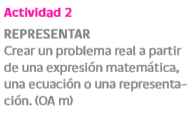 Actividad 2
REPRESENTAR
Crear un problema real a partir
de una expresión matemática,
una ecuación o una representa-
ción. (OA m)